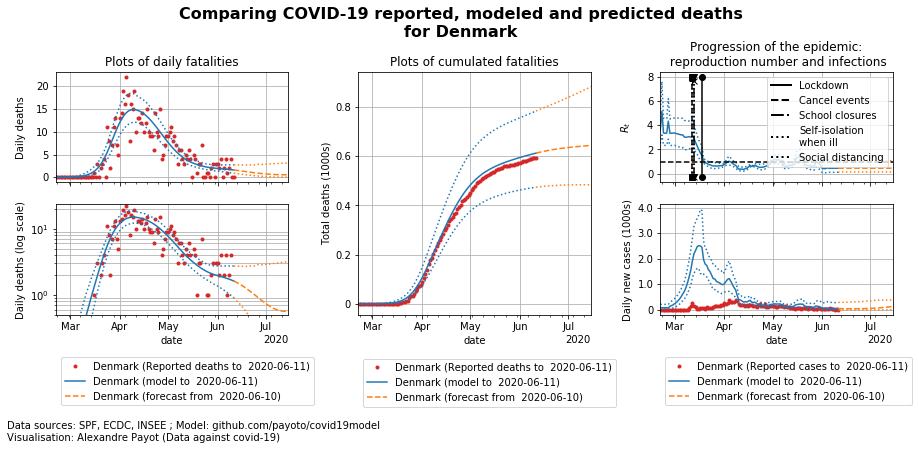 Comparing COVID-19 reported, modeled and predicted deaths
for Denmark
Plots of daily fatalities
Daily deaths
20
15
10
5
0
Daily deaths (log scale)
10¹
10⁰
Mar
Apr
May
Jun
Jul
date
2020
Denmark (Reported deaths to 2020-06-11)
Denmark (model to 2020-06-11)
Denmark (forecast from 2020-06-10)
Plots of cumulated fatalities
Total deaths (1000s)
0.8
0.6
0.4
0.2
0
Mar
Apr
May
Jun
Jul
date
2020
Denmark (Reported deaths to 2020-06-11)
Denmark (model to 2020-06-11)
Denmark (forecast from 2020-06-10)
Progression of the epidemic:
reproduction number and infections
Rt
8
6
4
2
0
Lockdown
Cancel events
School closures
Self-isolation
when ill
Social distancing
Daily new cases (1000s)
4.0
3.0
2.0
1.0
0
Mar
Apr
May
Jun
Jul
date
2020
Denmark (Reported cases to 2020-06-11)
Denmark (model to 2020-06-11)
Denmark (forecast from 2020-06-10)
Data sources: SPF, ECDC, INSEE ; Model: github.com/payoto/covid19model
Visualisation: Alexandre Payot (Data against covid-19)